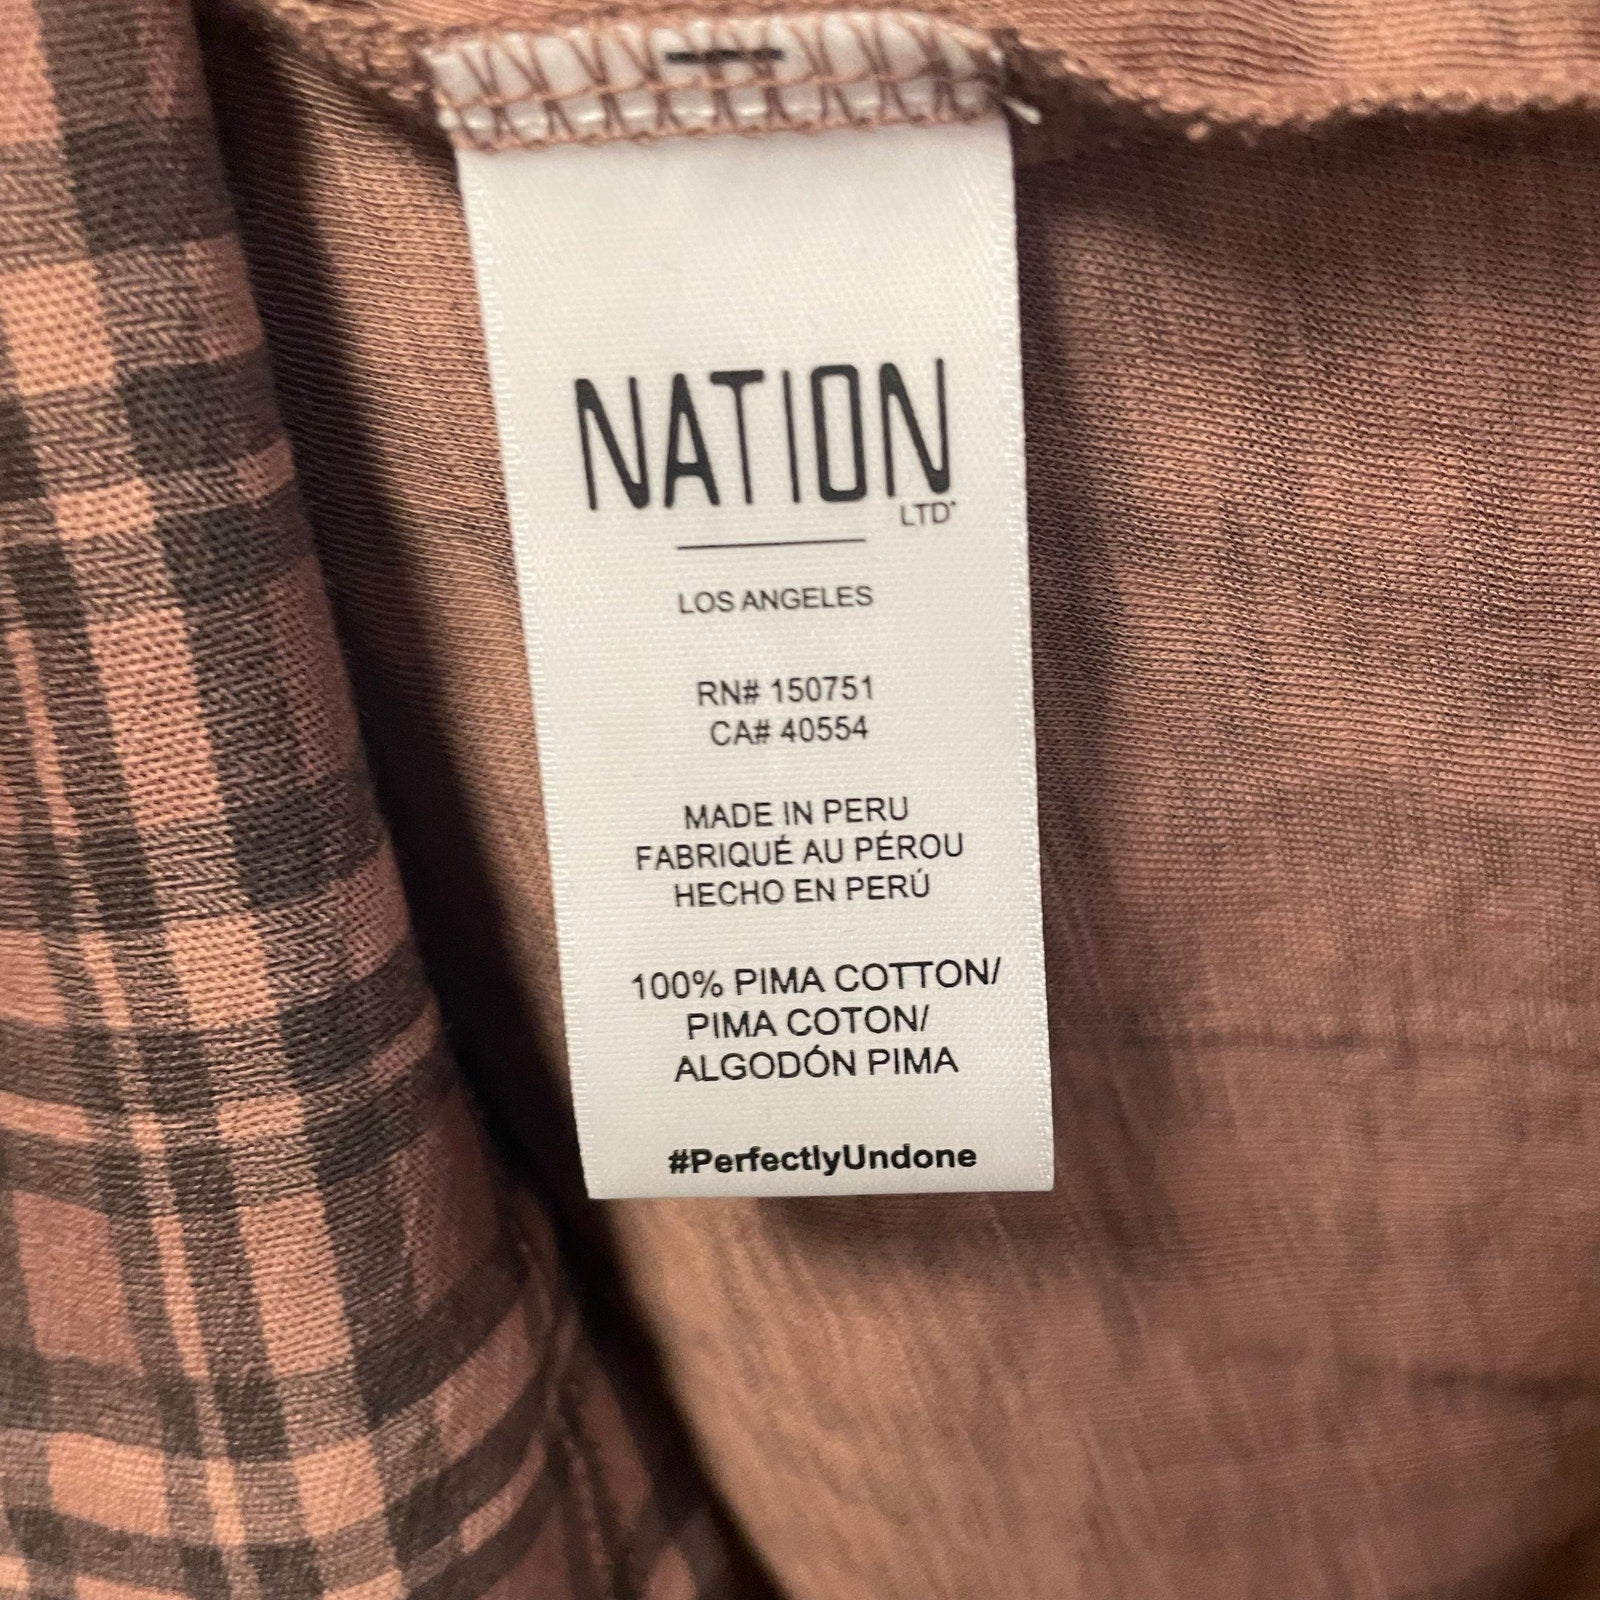 NATION
LTD
LOS ANGELES
RN# 150751
CA# 40554
MADE IN PERU
FABRIQUÉ AU PÉROU
HECHO EN PERÚ
100% PIMA COTTON/
PIMA COTON/
ALGODÓN PIMA
#PerfectlyUndone